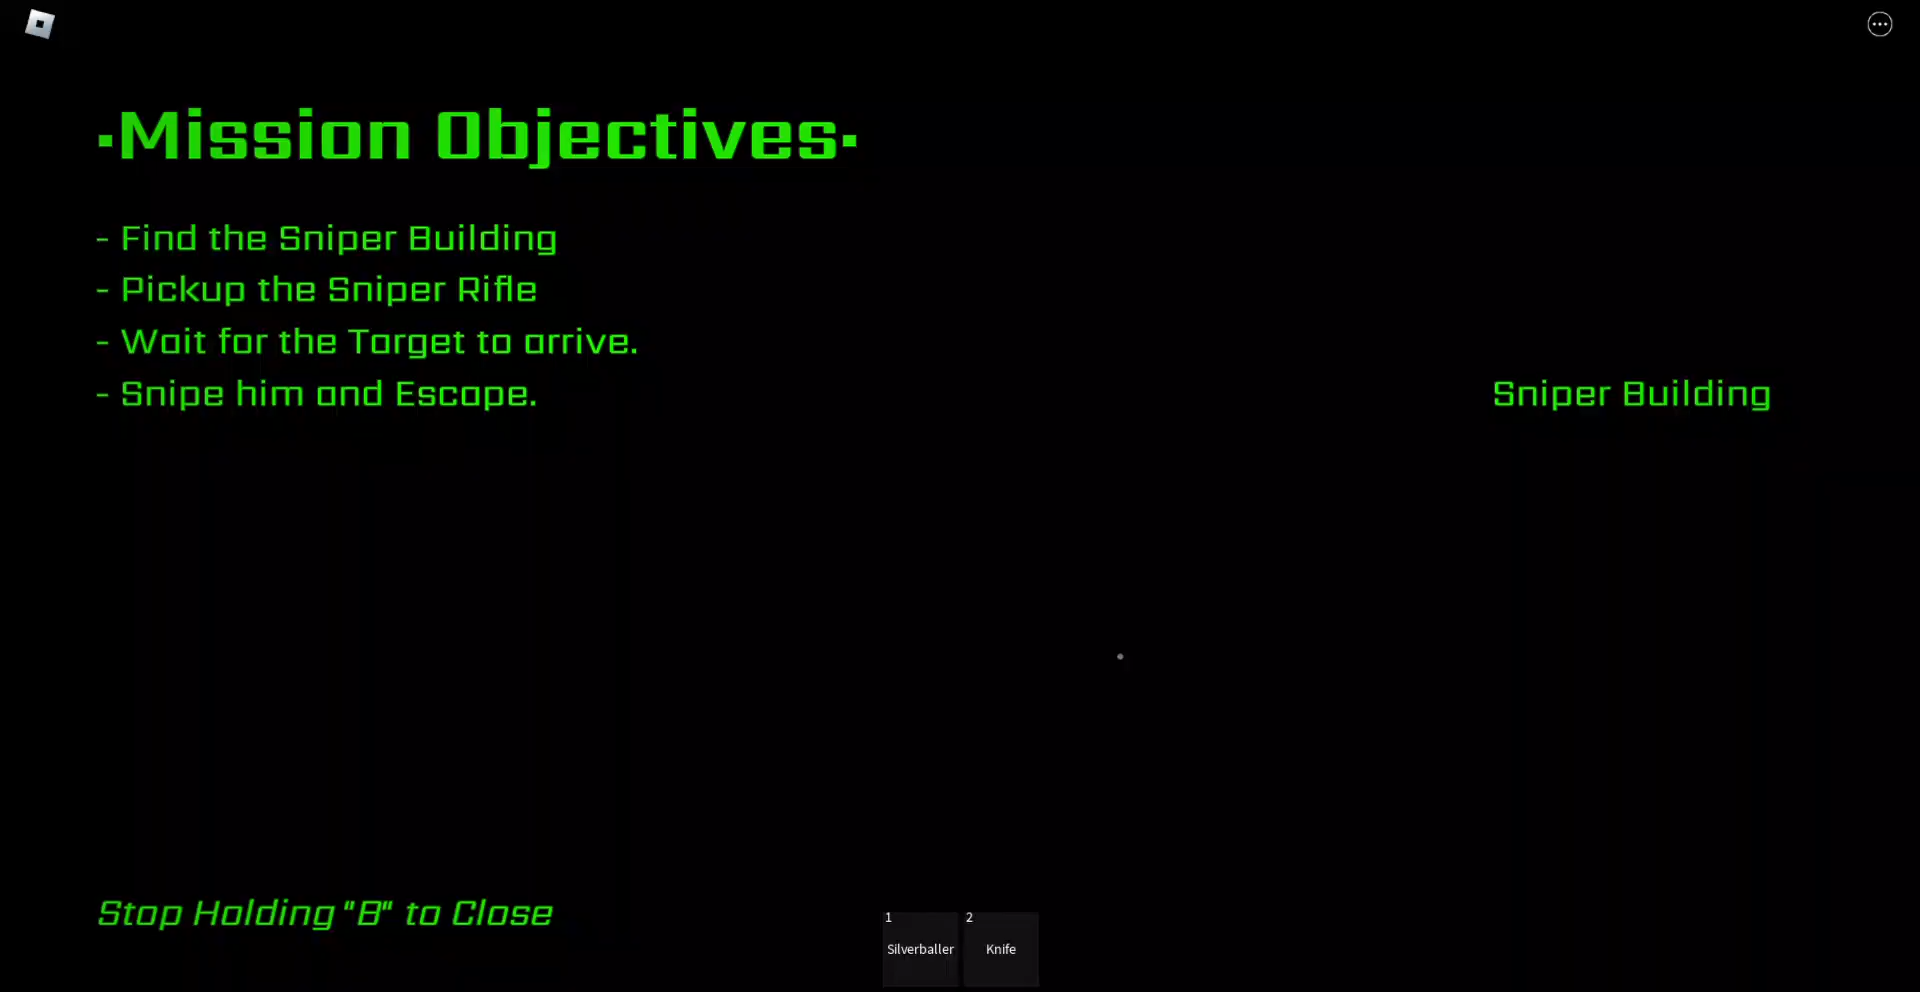 ·Mission Objectives·
- Find the Sniper Building
- Pickup the Sniper Rifle
- Wait for the Target to arrive.
- Snipe him and Escape.
Sniper Building
Stop Holding "B" to Close
1
Silverballer
2
Knife